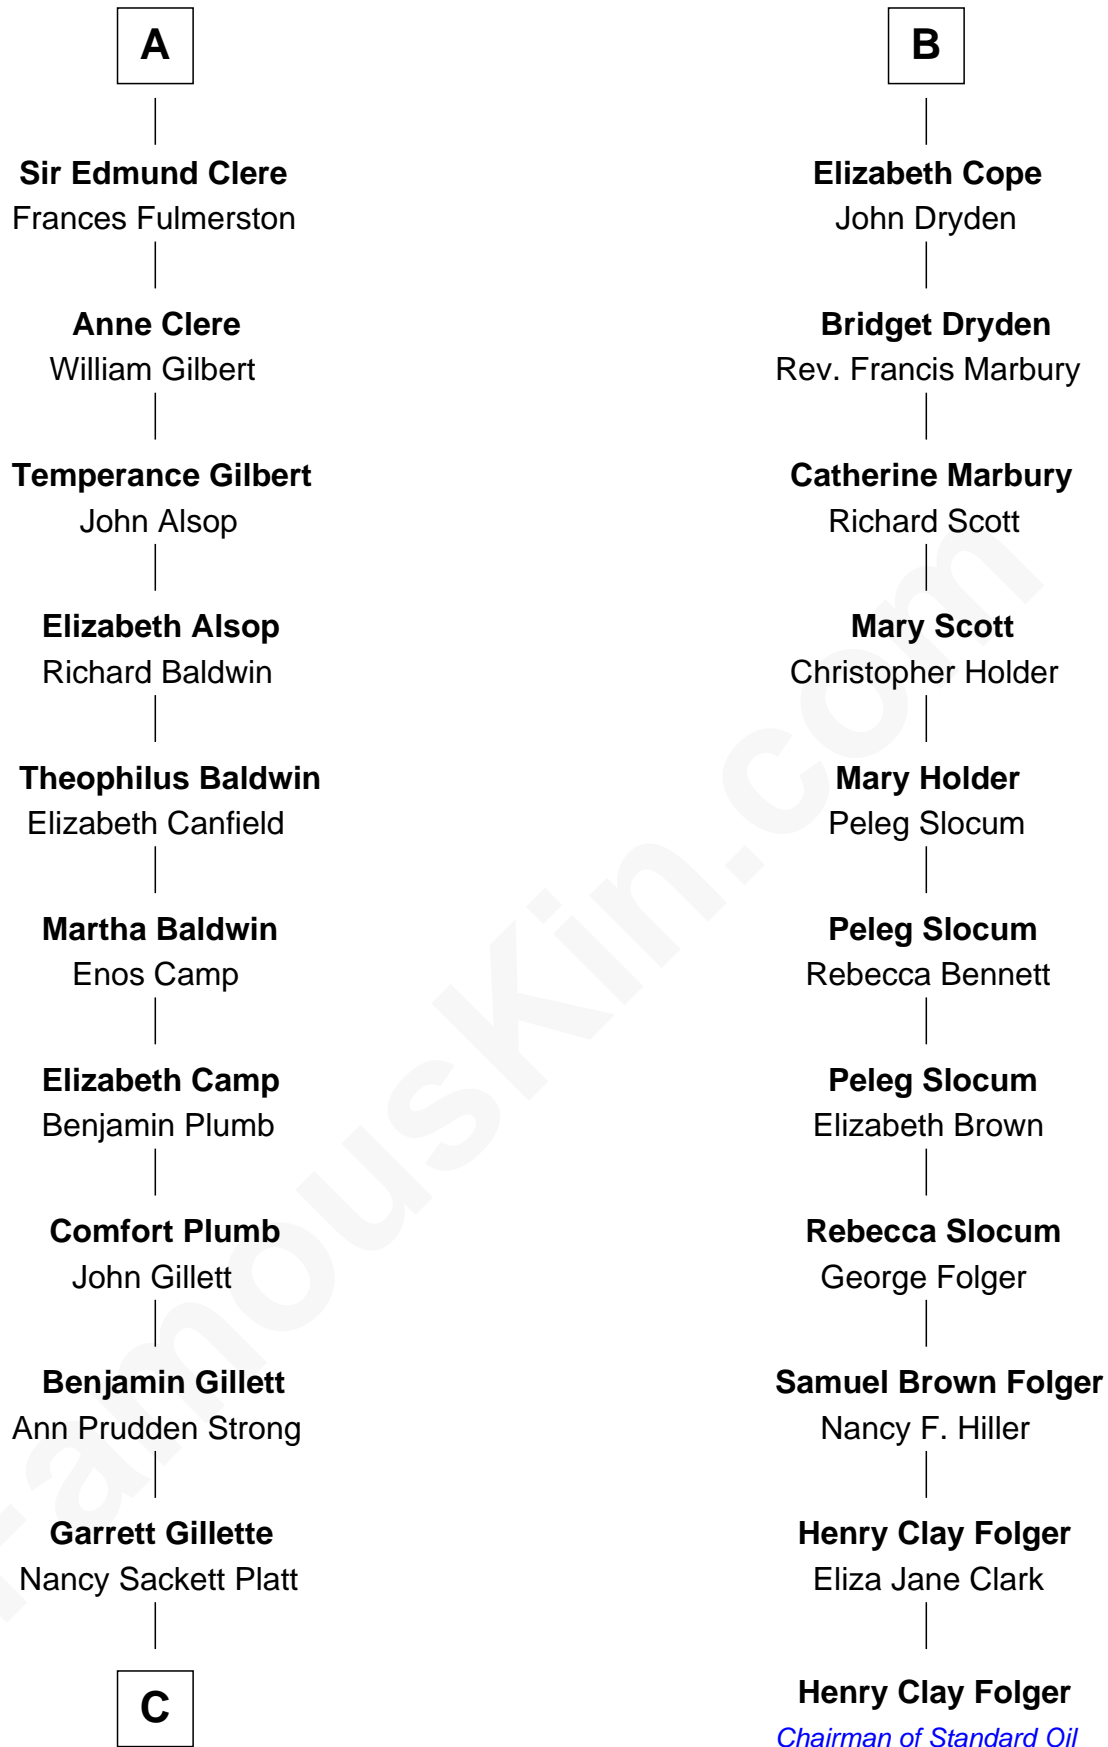 A
Sir Edmund Clere
Frances Fulmerston
Anne Clere
William Gilbert
Temperance Gilbert
John Alsop
Elizabeth Alsop
Richard Baldwin
Theophilus Baldwin
Elizabeth Canfield
Martha Baldwin
Enos Camp
Elizabeth Camp
Benjamin Plumb
Comfort Plumb
John Gillett
Benjamin Gillett
Ann Prudden Strong
Garrett Gillette
Nancy Sackett Platt
C
B
Elizabeth Cope
John Dryden
Bridget Dryden
Rev. Francis Marbury
Catherine Marbury
Richard Scott
Mary Scott
Christopher Holder
Mary Holder
Peleg Slocum
Peleg Slocum
Rebecca Bennett
Peleg Slocum
Elizabeth Brown
Rebecca Slocum
George Folger
Samuel Brown Folger
Nancy F. Hiller
Henry Clay Folger
Eliza Jane Clark
Henry Clay Folger
Chairman of Standard Oil
FamousKin.com